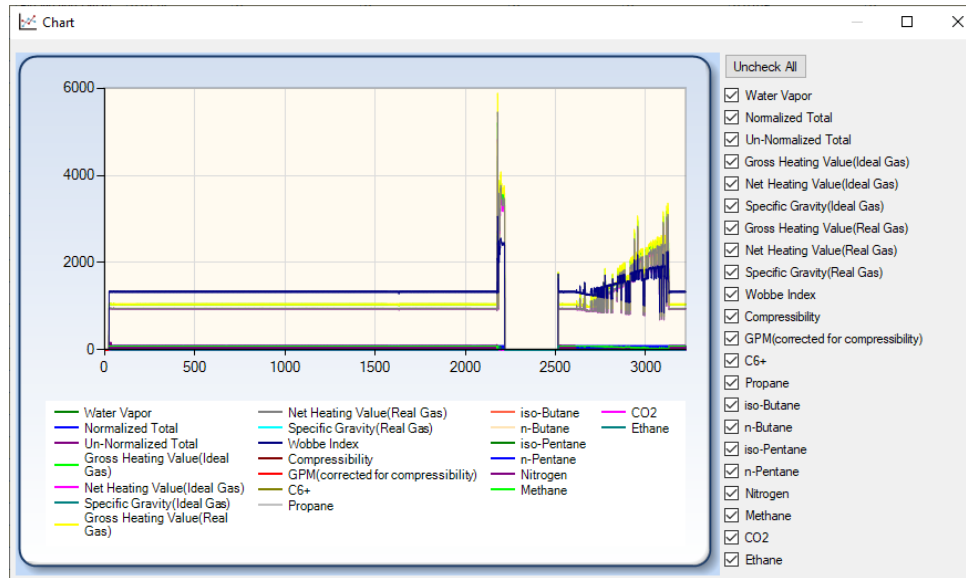 Chart
Uncheck All
Water Vapor
Normalized Total
Un-Normalized Total
Gross Heating Value(Ideal Gas)
Net Heating Value(Ideal Gas)
Specific Gravity(Ideal Gas)
Gross Heating Value(Real Gas)
Net Heating Value(Real Gas)
Specific Gravity(Real Gas)
Wobbe Index
Compressibility
GPM(corrected for compressibility)
C6+
Propane
iso-Butane
n-Butane
iso-Pentane
n-Pentane
Nitrogen
Methane
CO2
Ethane
6000
4000
2000
0
0 500 1000 1500 2000 2500 3000
Water Vapor
Normalized Total
Un-Normalized Total
Gross Heating Value(Ideal
Gas)
Net Heating Value(Ideal Gas)
Specific Gravity(Ideal Gas)
Gross Heating Value(Real
Gas)
Net Heating Value(Real Gas)
Specific Gravity(Real Gas)
Wobbe Index
Compressibility
GPM(corrected for compressibility)
C6+
Propane
iso-Butane
n-Butane
iso-Pentane
n-Pentane
Nitrogen
Methane
CO2
Ethane